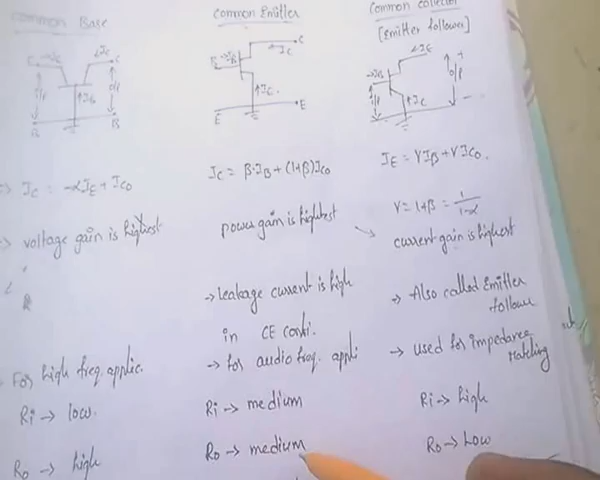 Common Base
Common Emitter
Common Collector
[Emitter follower]
IC = -αIE + ICO
IC = β.IB + (1+β)ICO
IE = γIB + γICO.
γ = 1+β = 1/1-α
→ voltage gain is highest
power gain is highest
current gain is highest
→ Leakage current is high
in CE confi.
→ Also called Emitter
follower
For high freq. applic.
→ for audio freq. appli
→ used for impedance
Matching
Ri → low.
Ri → medium
Ri → high
Ro → high
Ro → medium
Ro → Low